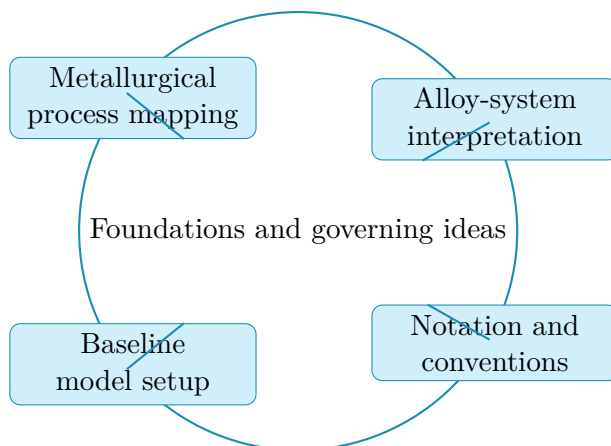 Metallurgical
process mapping
Alloy-system
interpretation
Foundations and governing ideas
Baseline
model setup
Notation and
conventions